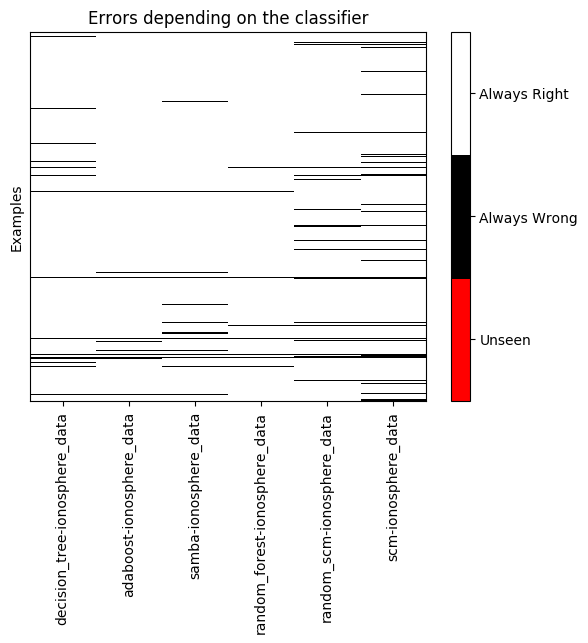 Errors depending on the classifier
Examples
Always Right
Always Wrong
Unseen
decision_tree-ionosphere_data
adaboost-ionosphere_data
samba-ionosphere_data
random_forest-ionosphere_data
random_scm-ionosphere_data
scm-ionosphere_data